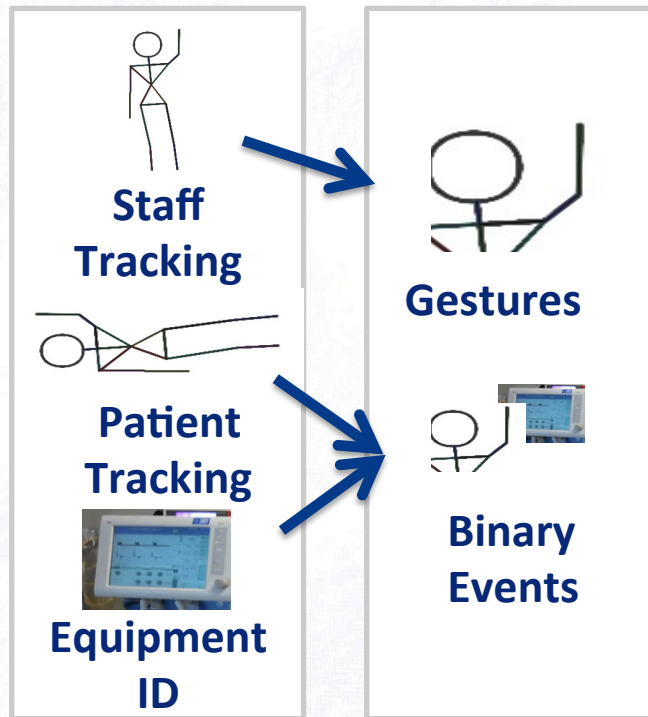 Staff
Tracking
Gestures
Patient
Tracking
Binary
Events
Equipment
ID